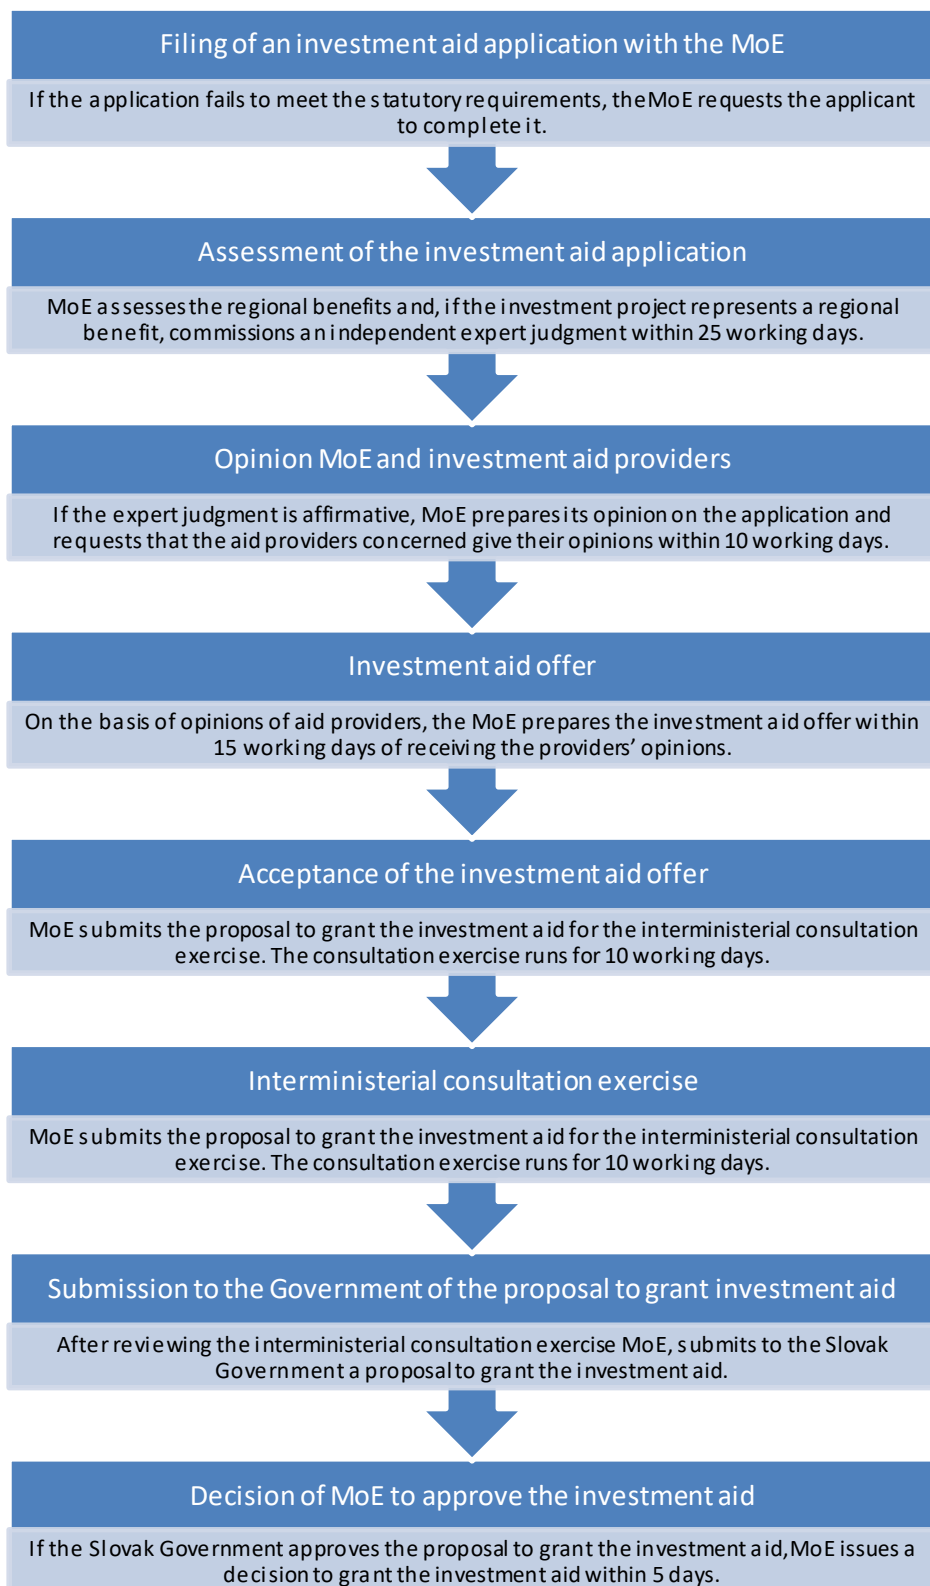 Filing of an investment aid application with the MoE
If the application fails to meet the statutory requirements, the MoE requests the applicant
to complete it.
Assessment of the investment aid application
MoE assesses the regional benefits and, if the investment project represents a regional
benefit, commissions an independent expert judgment within 25 working days.
Opinion MoE and investment aid providers
If the expert judgment is affirmative, MoE prepares its opinion on the application and
requests that the aid providers concerned give their opinions within 10 working days.
Investment aid offer
On the basis of opinions of aid providers, the MoE prepares the investment aid offer within
15 working days of receiving the providers’ opinions.
Acceptance of the investment aid offer
MoE submits the proposal to grant the investment aid for the interministerial consultation
exercise. The consultation exercise runs for 10 working days.
Interministerial consultation exercise
MoE submits the proposal to grant the investment aid for the interministerial consultation
exercise. The consultation exercise runs for 10 working days.
Submission to the Government of the proposal to grant investment aid
After reviewing the interministerial consultation exercise MoE, submits to the Slovak
Government a proposal to grant the investment aid.
Decision of MoE to approve the investment aid
If the Slovak Government approves the proposal to grant the investment aid, MoE issues a
decision to grant the investment aid within 5 days.